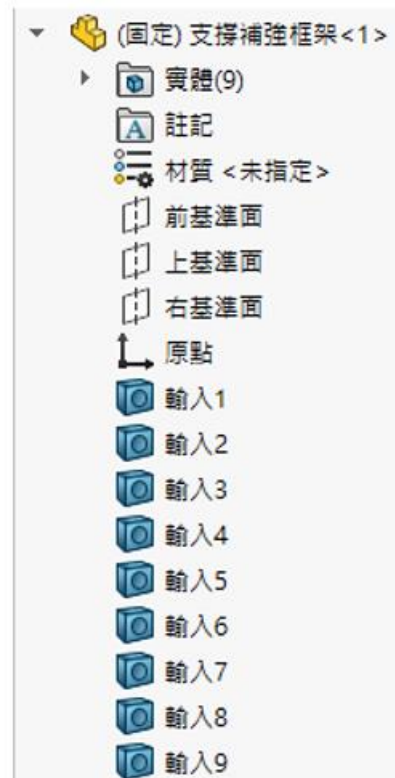 (固定) 支撐補強框架<1>
實體(9)
A 註記
材質 <未指定>
前基準面
上基準面
右基準面
原點
輸入1
輸入2
輸入3
輸入4
輸入5
輸入6
輸入7
輸入8
輸入9